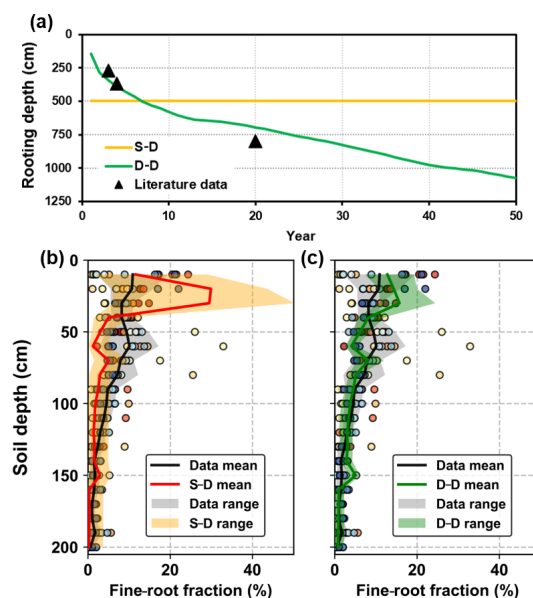 (a)
0
250
500
750
1000
1250
Rooting depth (cm)
S-D
D-D
Literature data
0 10 20 30 40 50
Year
(b)
(c)
0
50
100
150
200
Soil depth (cm)
Data mean
S-D mean
Data range
S-D range
Data mean
D-D mean
Data range
D-D range
0 20 40
0 20 40
Fine-root fraction (%)
Fine-root fraction (%)